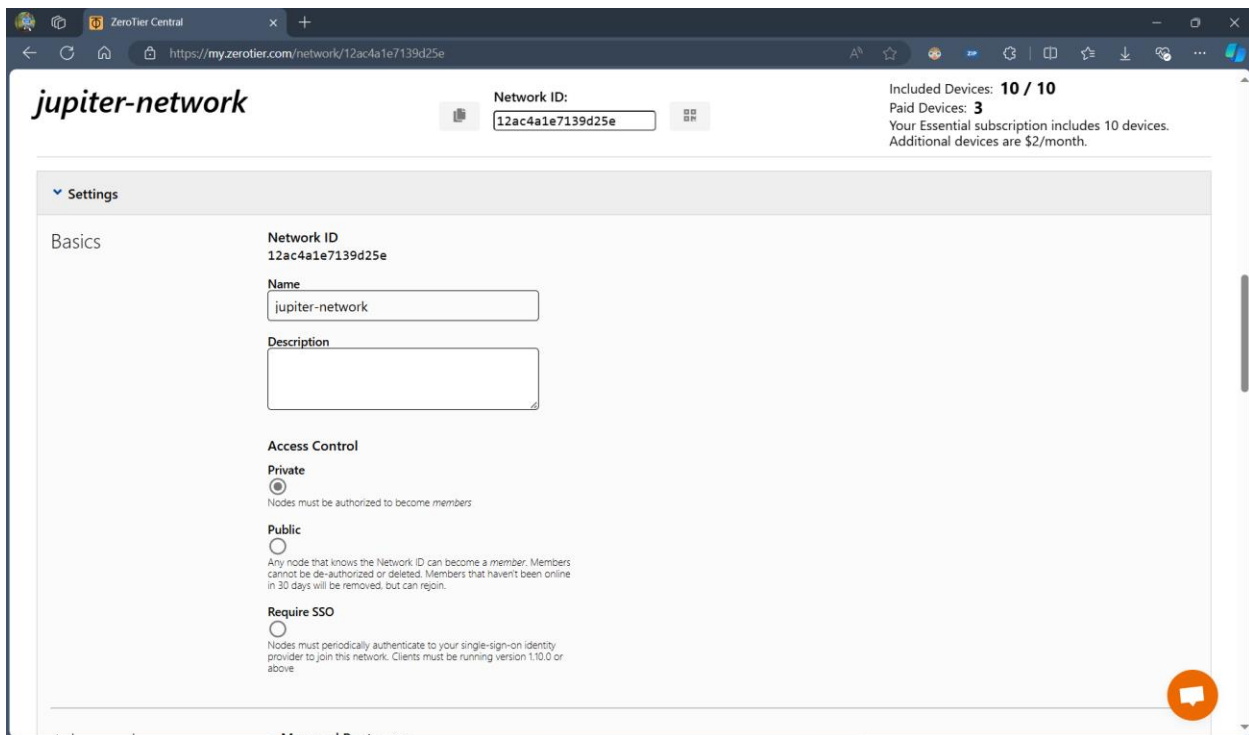 ZeroTier Central
https://my.zerotier.com/network/12ac4a1e7139d25e
jupiter-network
Network ID:
12ac4a1e7139d25e
Included Devices: 10 / 10
Paid Devices: 3
Your Essential subscription includes 10 devices.
Additional devices are $2/month.
Settings
Basics
Network ID
12ac4a1e7139d25e
Name
jupiter-network
Description
Access Control
Private
Nodes must be authorized to become members
Public
Any node that knows the Network ID can become a member. Members
cannot be de-authorized or deleted. Members that haven't been online
in 30 days will be removed, but can rejoin.
Require SSO
Nodes must periodically authenticate to your single-sign-on identity
provider to join this network. Clients must be running version 1.10.0 or
above